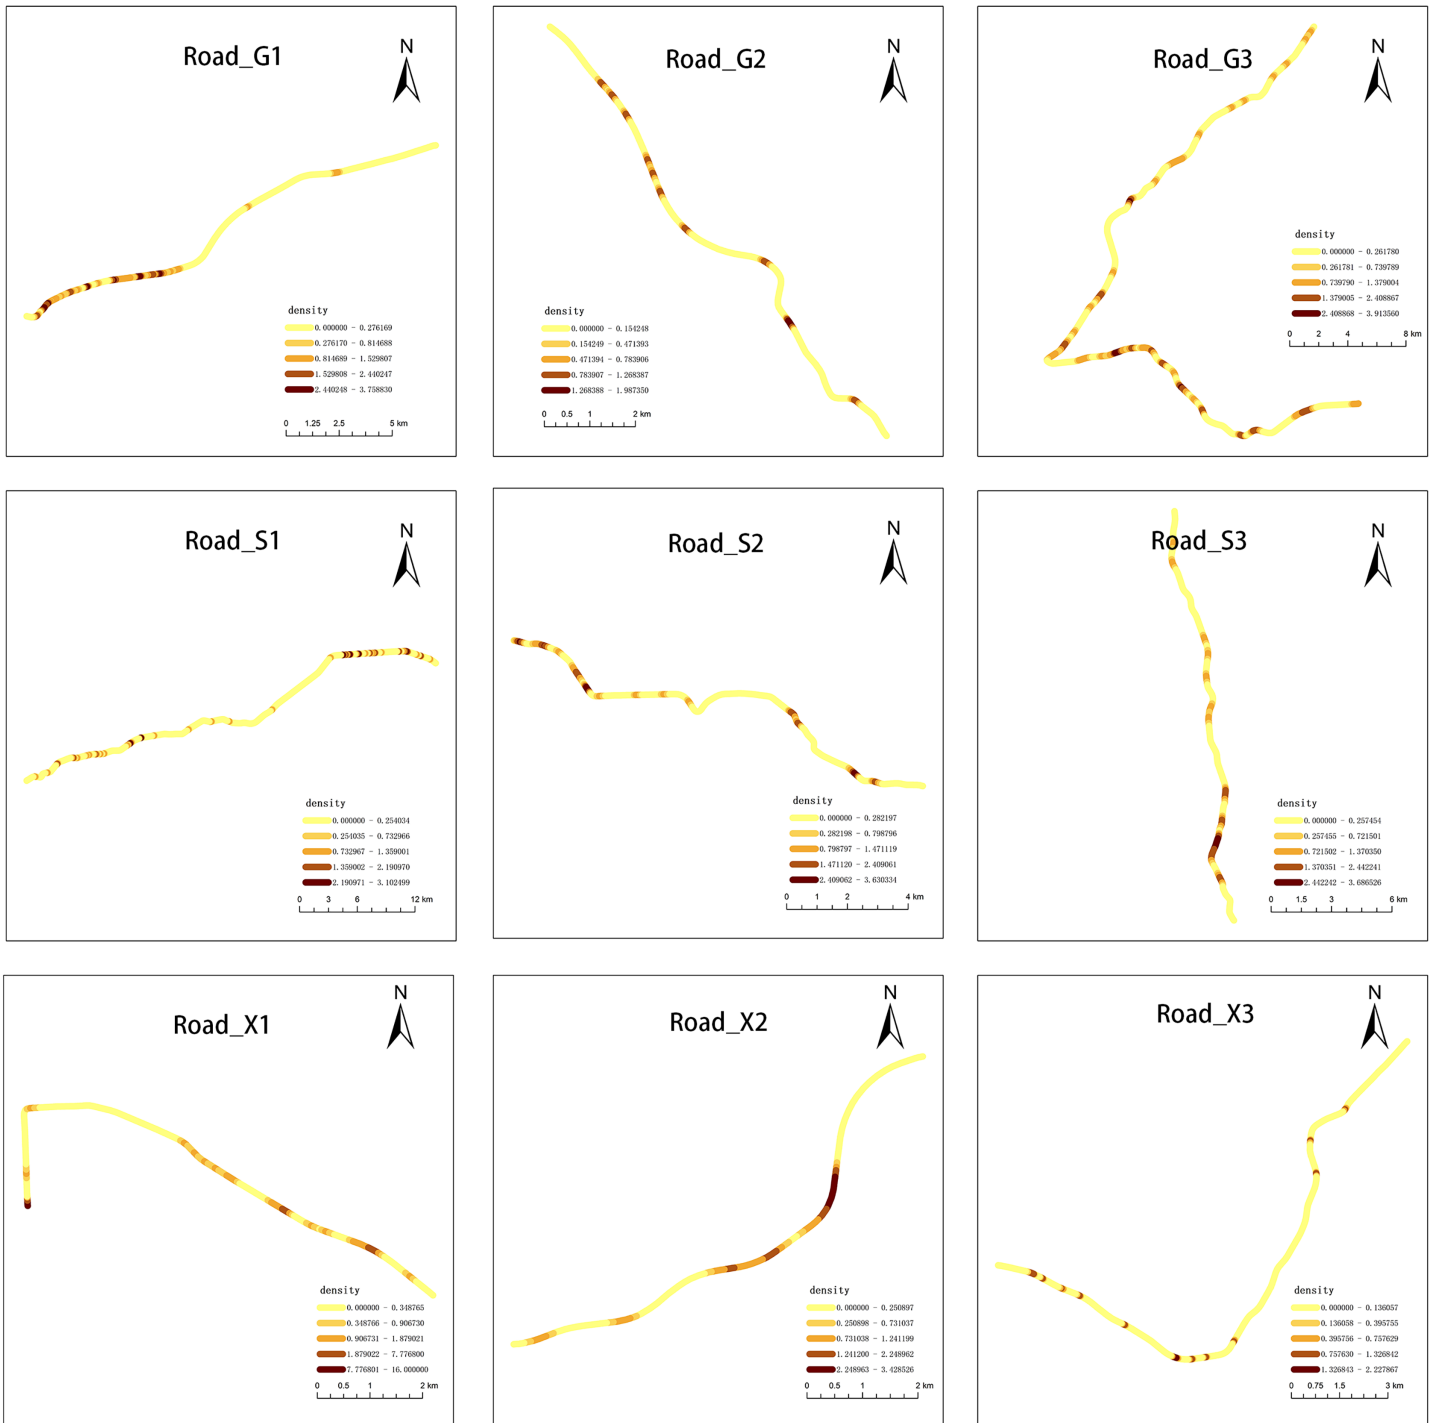 Road_G1
N
density
0.000000 - 0.276169
0.276170 - 0.814688
0.814689 - 1.529807
1.529808 - 2.440247
2.440248 - 3.758830
0 1.25 2.5 5 km
Road_G2
N
density
0.000000 - 0.154248
0.154249 - 0.471393
0.471394 - 0.783906
0.783907 - 1.268387
1.268388 - 1.987350
0 0.5 1 2 km
Road_G3
N
density
0.000000 - 0.261780
0.261781 - 0.739789
0.739790 - 1.379004
1.379005 - 2.408867
2.408868 - 3.913560
0 2 4 8 km
Road_S1
N
density
0.000000 - 0.254034
0.254035 - 0.732966
0.732967 - 1.359001
1.359002 - 2.190970
2.190971 - 3.102499
0 3 6 12 km
Road_S2
N
density
0.000000 - 0.282197
0.282198 - 0.798796
0.798797 - 1.471119
1.471120 - 2.409061
2.409062 - 3.630334
0 1 2 4 km
Road_S3
N
density
0.000000 - 0.257454
0.257455 - 0.721501
0.721502 - 1.370350
1.370351 - 2.442241
2.442242 - 3.686526
0 1.5 3 6 km
Road_X1
N
density
0.000000 - 0.348765
0.348766 - 0.906730
0.906731 - 1.879021
1.879022 - 7.776800
7.776801 - 16.000000
0 0.5 1 2 km
Road_X2
N
density
0.000000 - 0.250897
0.250898 - 0.731037
0.731038 - 1.241199
1.241200 - 2.248962
2.248963 - 3.428526
0 0.5 1 2 km
Road_X3
N
density
0.000000 - 0.136057
0.136058 - 0.395755
0.395756 - 0.757629
0.757630 - 1.326842
1.326843 - 2.227867
0 0.75 1.5 3 km